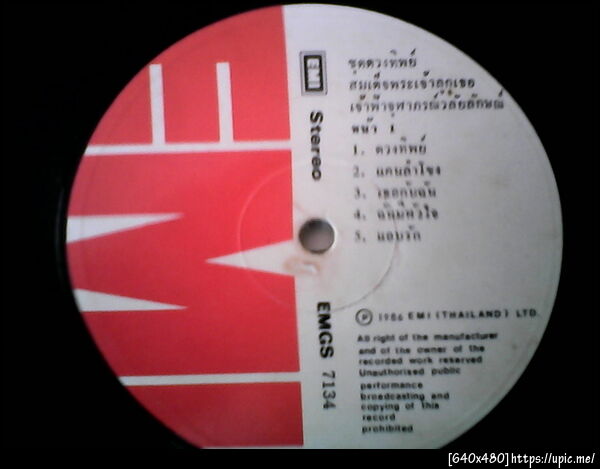 EMI
EMI
Stereo
EMGS 7134
ชุดดวงทิพย์
สมเด็จพระเจ้าลูกเธอ
เจ้าฟ้าจุฬาภรณ์วลัยลักษณ์
หน้า 1
1. ดวงทิพย์
2. แคนลำโขง
3. เธอกับฉัน
4. ฉันมีหัวใจ
5. แอบรัก
Ⓟ 1986 EMI (THAILAND) LTD.
All right of the manufacturer
and of the owner of the
recorded work reserved
Unauthorised public
performance
broadcasting and
copying of this
record
prohibited
[640x480]https://upic.me/